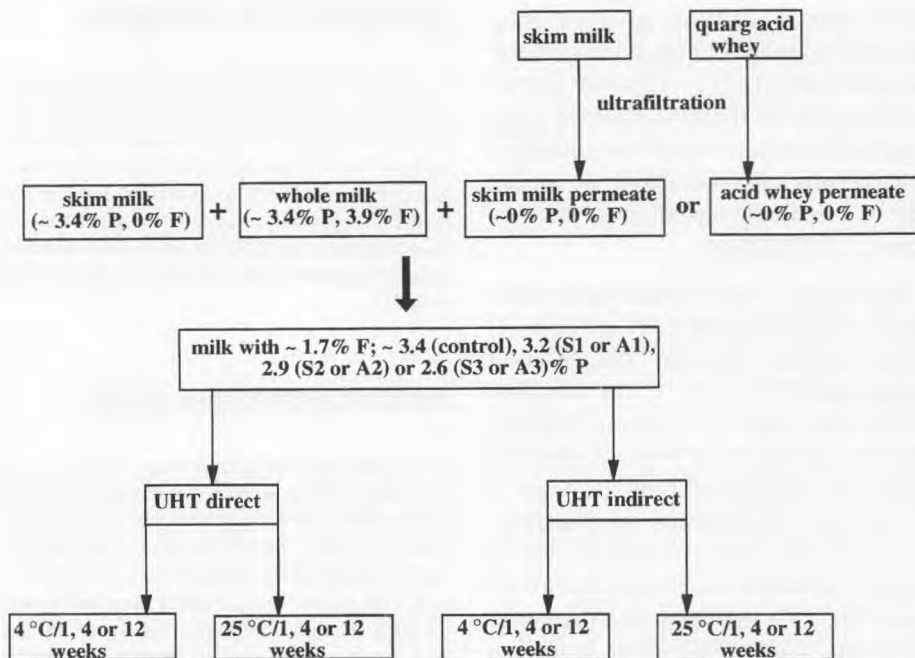 skim milk
quarg acid
whey
ultrafiltration
skim milk
(~ 3.4% P, 0% F)
+
whole milk
(~ 3.4% P, 3.9% F)
+
skim milk permeate
(~0% P, 0% F)
or
acid whey permeate
(~0% P, 0% F)
milk with ~ 1.7% F; ~ 3.4 (control), 3.2 (S1 or A1),
2.9 (S2 or A2) or 2.6 (S3 or A3)% P
UHT direct
UHT indirect
4 °C/1, 4 or 12
weeks
25 °C/1, 4 or 12
weeks
4 °C/1, 4 or 12
weeks
25 °C/1, 4 or 12
weeks